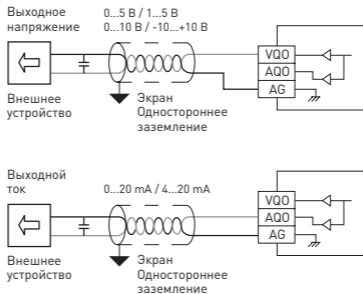 Выходное
напряжение
0...5 В / 1...5 В
0...10 В / -10...+10 В
VQO
AQO
AG
Внешнее
устройство
Экран
Одностороннее
заземление
Выходной
ток
0...20 mA / 4...20 mA
VQO
AQO
AG
Внешнее
устройство
Экран
Одностороннее
заземление